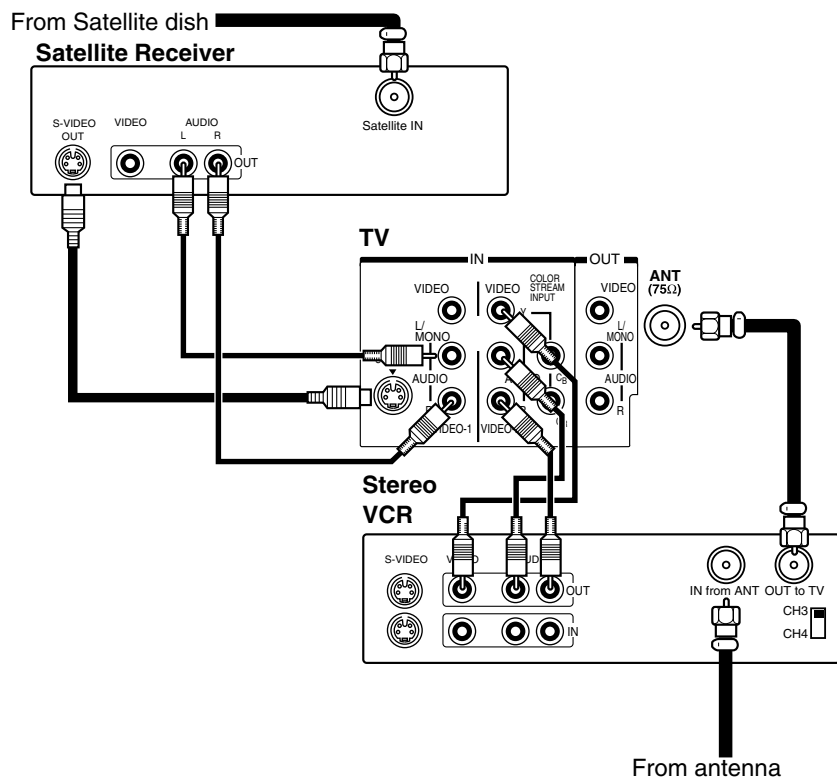 From Satellite dish
Satellite Receiver
S-VIDEO
OUT
VIDEO
AUDIO
L
R
OUT
Satellite IN
TV
IN
OUT
VIDEO
VIDEO
COLOR
STREAM
INPUT
VIDEO
ANT
(75Ω)
Y
L/
MONO
L/
MONO
AUDIO
CB
AUDIO
R
Stereo
VCR
S-VIDEO
OUT
IN
IN from ANT
OUT to TV
CH3
CH4
From antenna